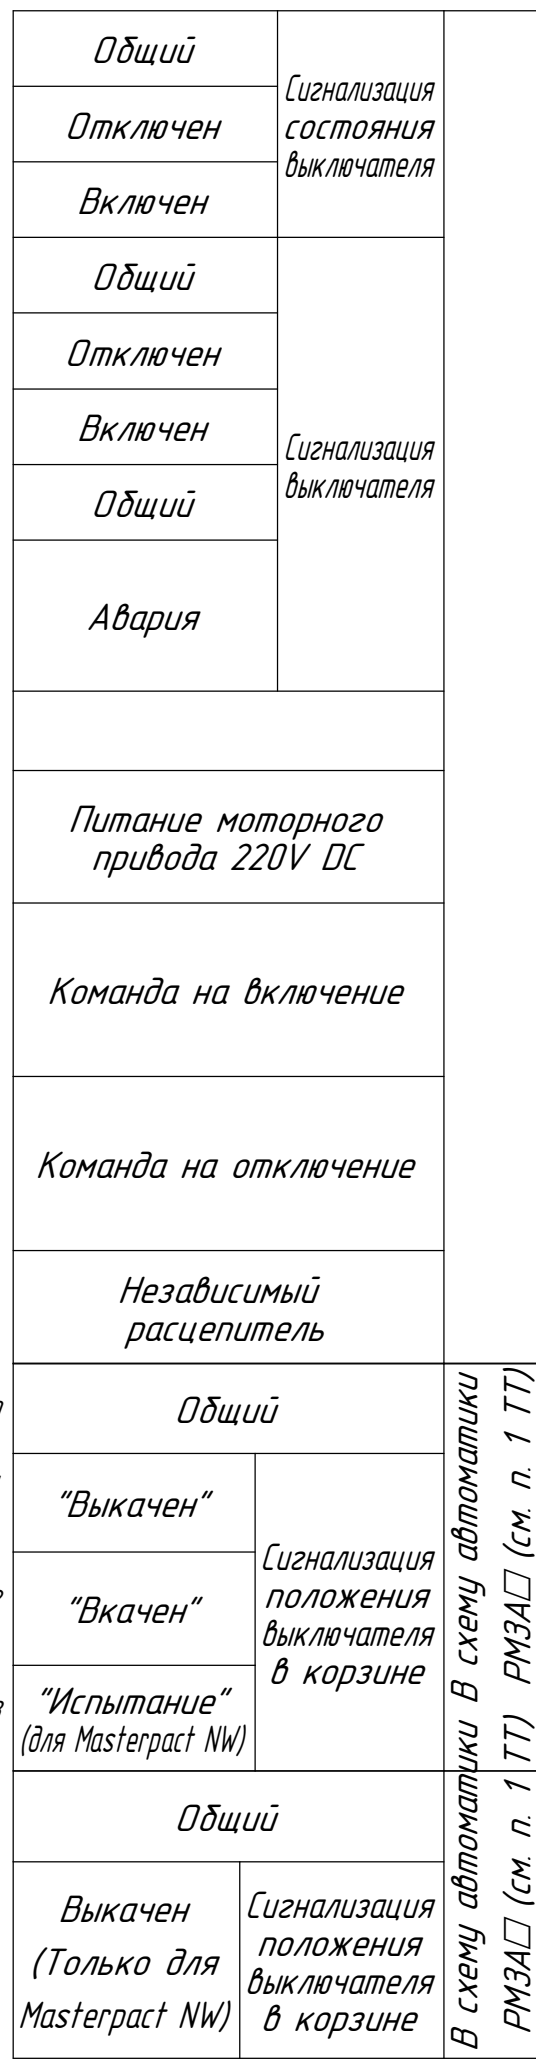 Общий
Отключен
Включен
Сигнализация
состояния
выключателя
Общий
Отключен
Включен
Общий
Авария
Сигнализация
выключателя
Питание моторного
привода 220V DC
Команда на включение
Команда на отключение
Независимый
расцепитель
Общий
"Выкачен"
"Вкачен"
"Испытание"
(для Masterpact NW)
Сигнализация
положения
выключателя
в корзине
В схему автоматики
РМЗА□ (см. п. 1 ТТ)
Общий
Выкачен
(Только для
Masterpact NW)
Сигнализация
положения
выключателя
в корзине
В схему автоматики
РМЗА□ (см. п. 1 ТТ)